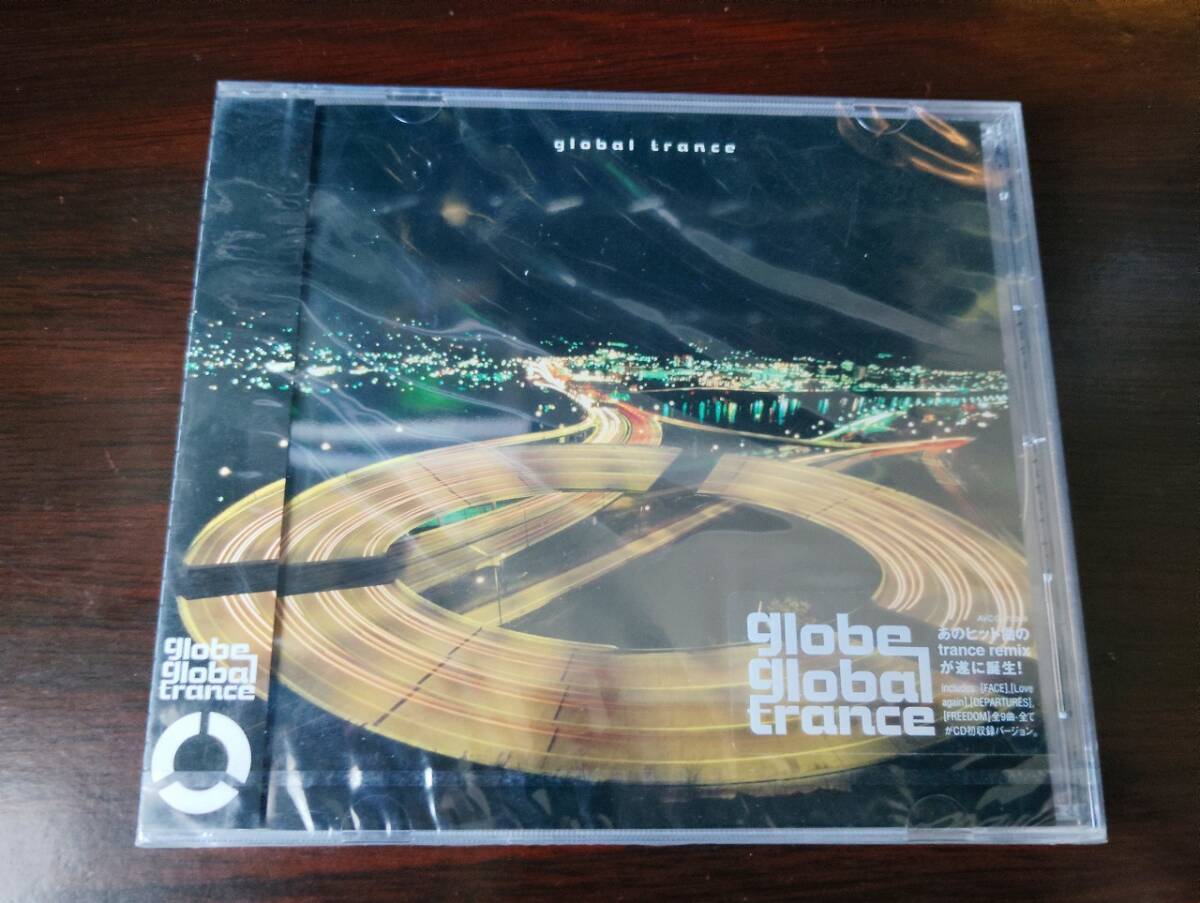 global trance
globe
global
trance
globe
global
trance
あのヒット曲の
trance remix
が遂に誕生!
includes: [FACE],[Love
again],[DEPARTURES],
[FREEDOM]全9曲・全て
がCD初収録バージョン。